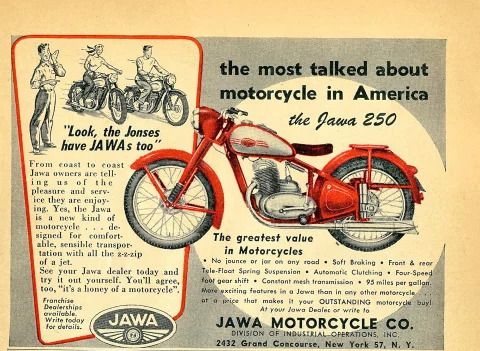 the most talked about
motorcycle in America
the Jawa 250
"Look, the Jonses
have JAWAs too"
From coast to coast
Jawa owners are tell-
ing us of the
pleasure and serv-
ice they are enjoy-
ing. Yes, the Jawa
is a new kind of
motorcycle . . . de-
signed for comfort-
able, sensible transpor-
tation with all the z-z-zip
of a jet.
See your Jawa dealer today and
try it out yourself. You'll agree,
too, "it's a honey of a motorcycle".
Franchise
Dealerships
available.
Write today
for details.
JAWA
The greatest value
in Motorcycles
• No jounce or jar on any road • Soft Braking • Front & rear
Tele-Float Spring Suspension • Automatic Clutching • Four-Speed
foot gear shift • Constant mesh transmission • 95 miles per gallon.
More exciting features in a Jawa than in any other motorcycle . . .
at a price that makes it your OUTSTANDING motorcycle buy!
At your Jawa Dealer or write to
JAWA MOTORCYCLE CO.
DIVISION OF INDUSTRIAL OPERATIONS, INC.
2432 Grand Concourse, New York 57, N. Y.